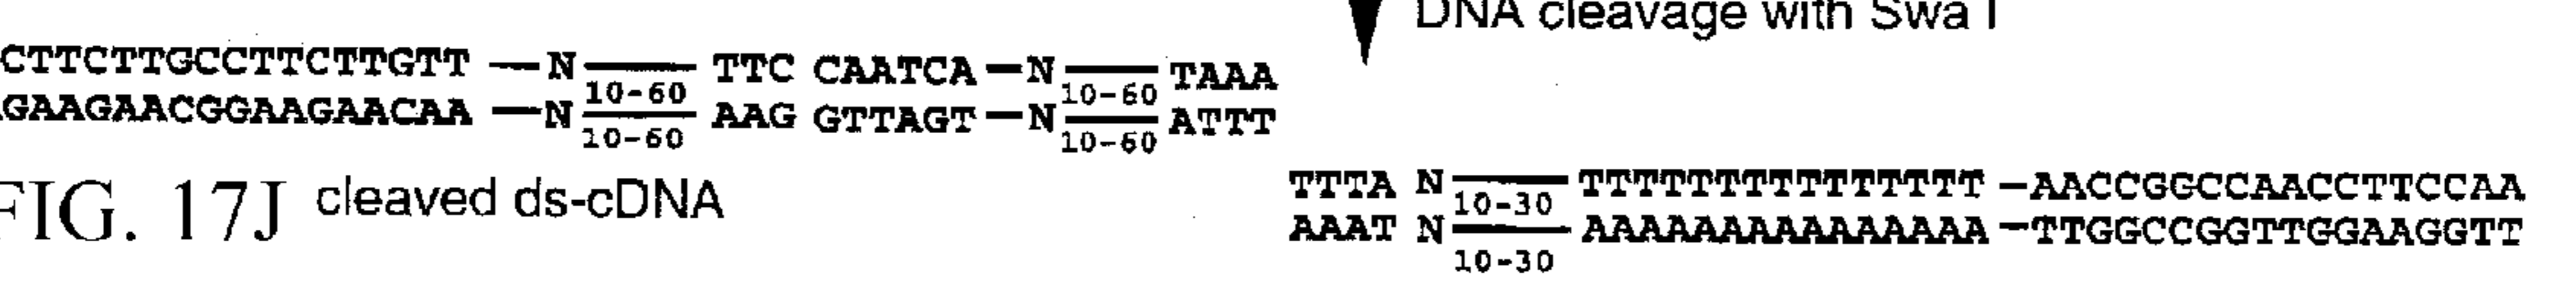 DNA cleavage with Swa I
CTTCTTGCCTTCTTGTT —N 10-60 TTC CAATCA—N 10-60 TAAA
GAAGAACGGAAGAACAA —N 10-60 AAG GTTAGT—N 10-60 ATTT
TTTA N 10-30 TTTTTTTTTTTTTTT —AACCGGCCAACCTTCCAA
AAAT N 10-30 AAAAAAAAAAAAAAA —TTGGCCGGTTGGAAGGTT
FIG. 17J cleaved ds-cDNA